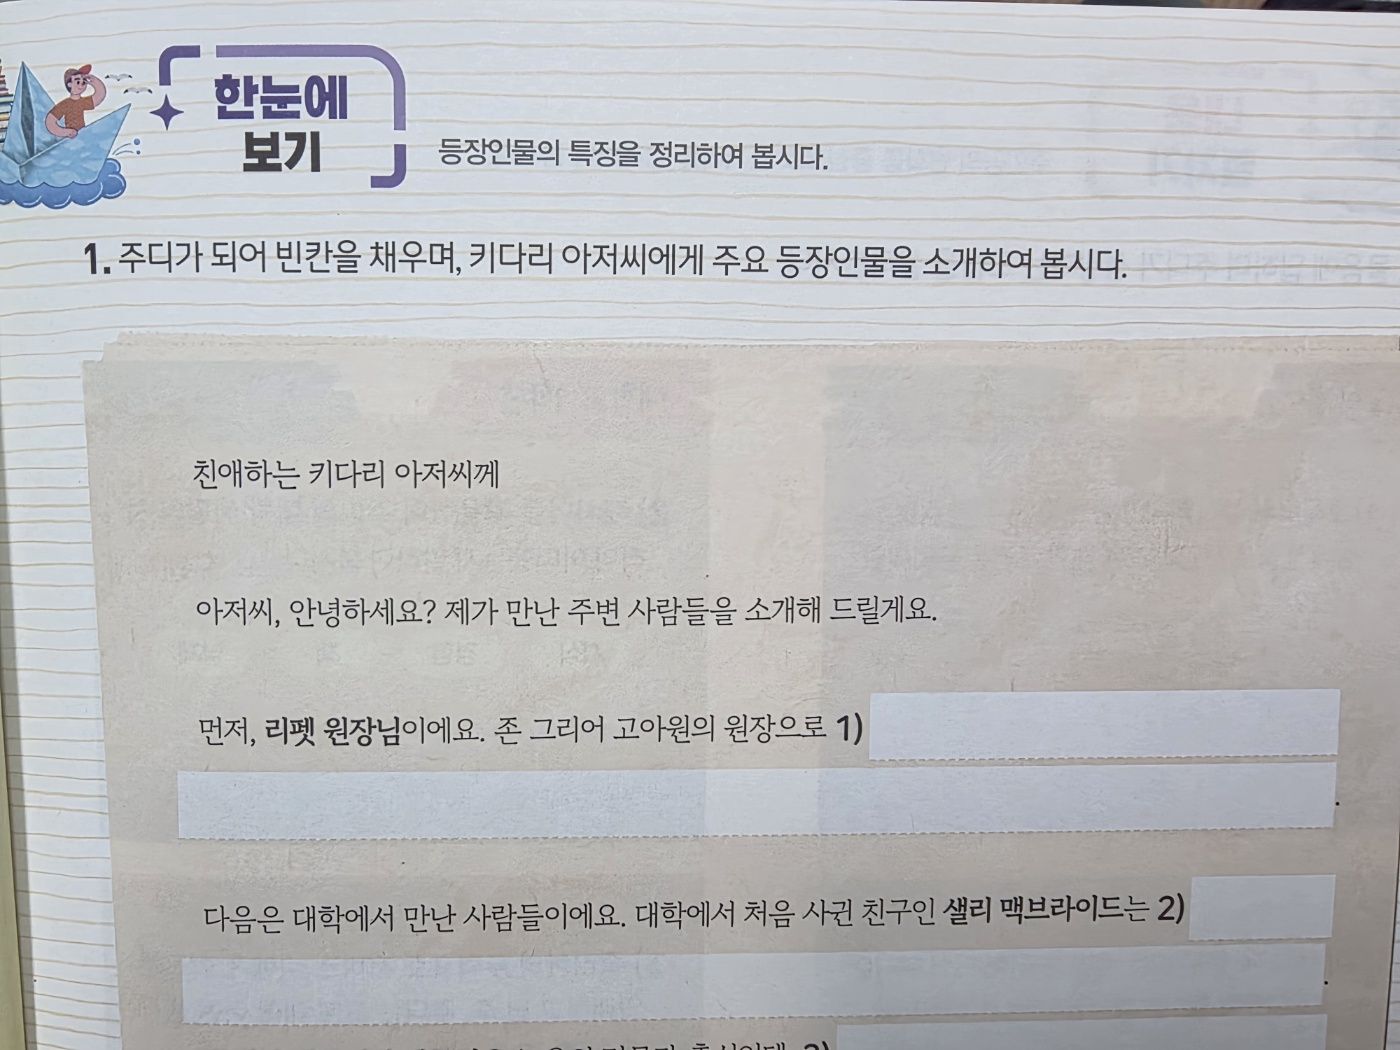 한눈에
보기
등장인물의 특징을 정리하여 봅시다.
1. 주디가 되어 빈칸을 채우며, 키다리 아저씨에게 주요 등장인물을 소개하여 봅시다.
친애하는 키다리 아저씨께
아저씨, 안녕하세요? 제가 만난 주변 사람들을 소개해 드릴게요.
먼저, 리펫 원장님이에요. 존 그리어 고아원의 원장으로 1)
.
다음은 대학에서 만난 사람들이에요. 대학에서 처음 사귄 친구인 샐리 맥브라이드는 2)
.
3)